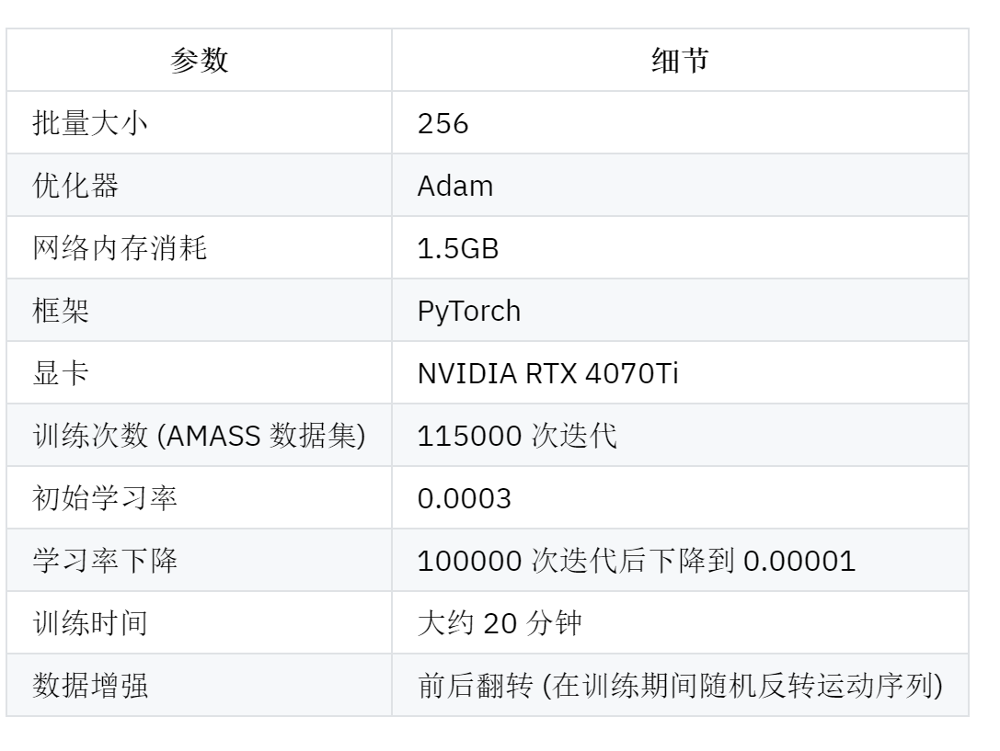 参数 细节
批量大小 256
优化器 Adam
网络内存消耗 1.5GB
框架 PyTorch
显卡 NVIDIA RTX 4070Ti
训练次数 (AMASS 数据集) 115000 次迭代
初始学习率 0.0003
学习率下降 100000 次迭代后下降到 0.00001
训练时间 大约 20 分钟
数据增强 前后翻转 (在训练期间随机反转运动序列)